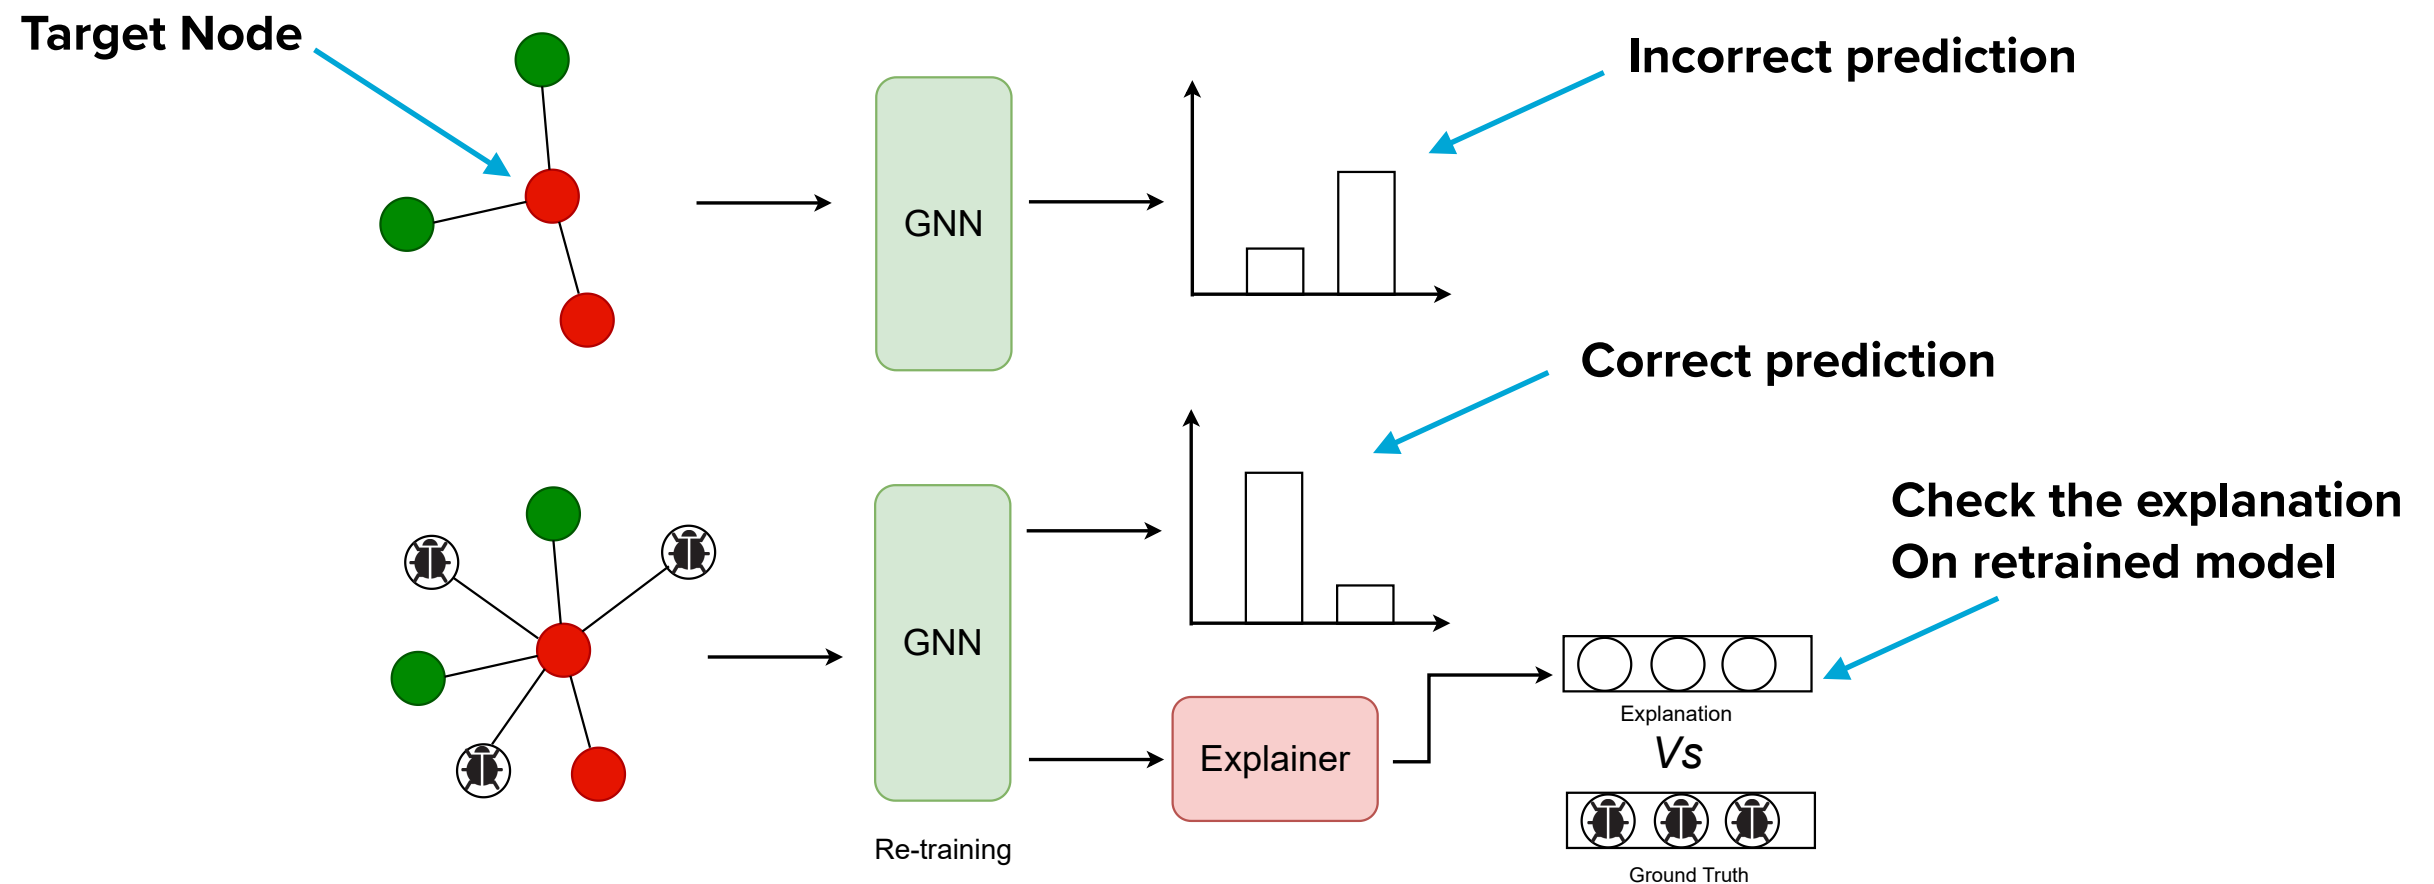 Target Node
Incorrect prediction
GNN
Correct prediction
Check the explanation
On retrained model
GNN
Explanation
Vs
Explainer
Re-training
Ground Truth